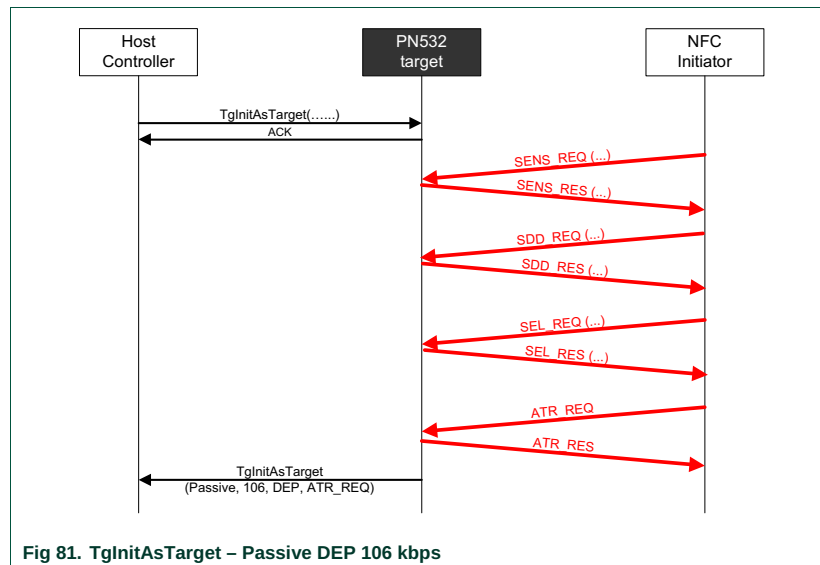 Host
Controller
PN532
target
NFC
Initiator
TgInitAsTarget(…...)
ACK
SENS_REQ (...)
SENS_RES (...)
SDD_REQ (...)
SDD_RES (...)
SEL_REQ (...)
SEL_RES (...)
ATR_REQ
ATR_RES
TgInitAsTarget
(Passive, 106, DEP, ATR_REQ)
Fig 81. TgInitAsTarget – Passive DEP 106 kbps